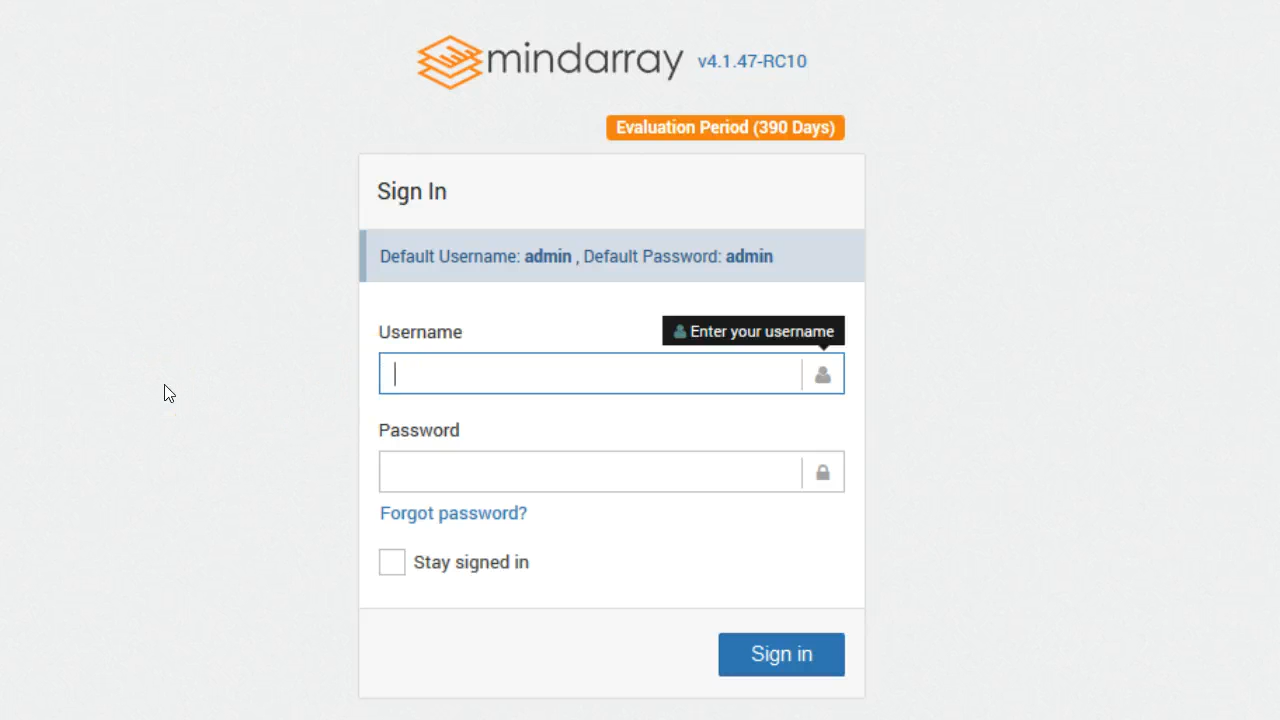 mindarray v4.1.47-RC10
Evaluation Period (390 Days)
Sign In
Default Username: admin , Default Password: admin
Username
Enter your username
Password
Forgot password?
Stay signed in
Sign in